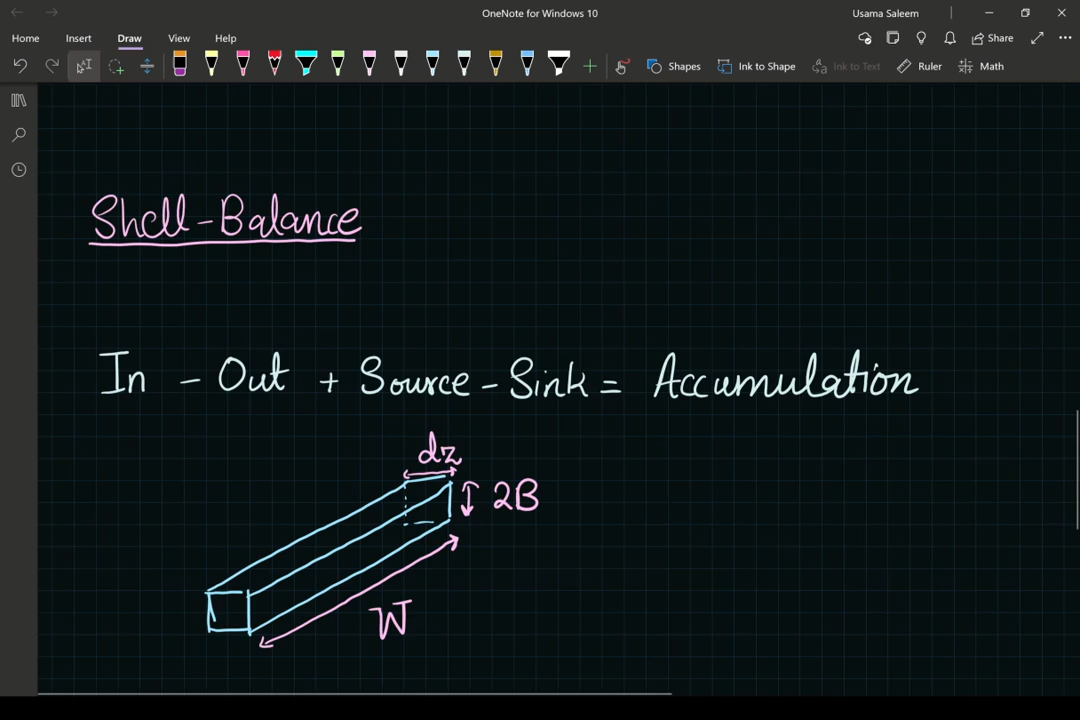 OneNote for Windows 10
Usama Saleem
Home Insert Draw View Help
Share
Shapes Ink to Shape Ink to Text Ruler Math
Shell-Balance
In - Out + Source - Sink = Accumulation
dz
2B
W